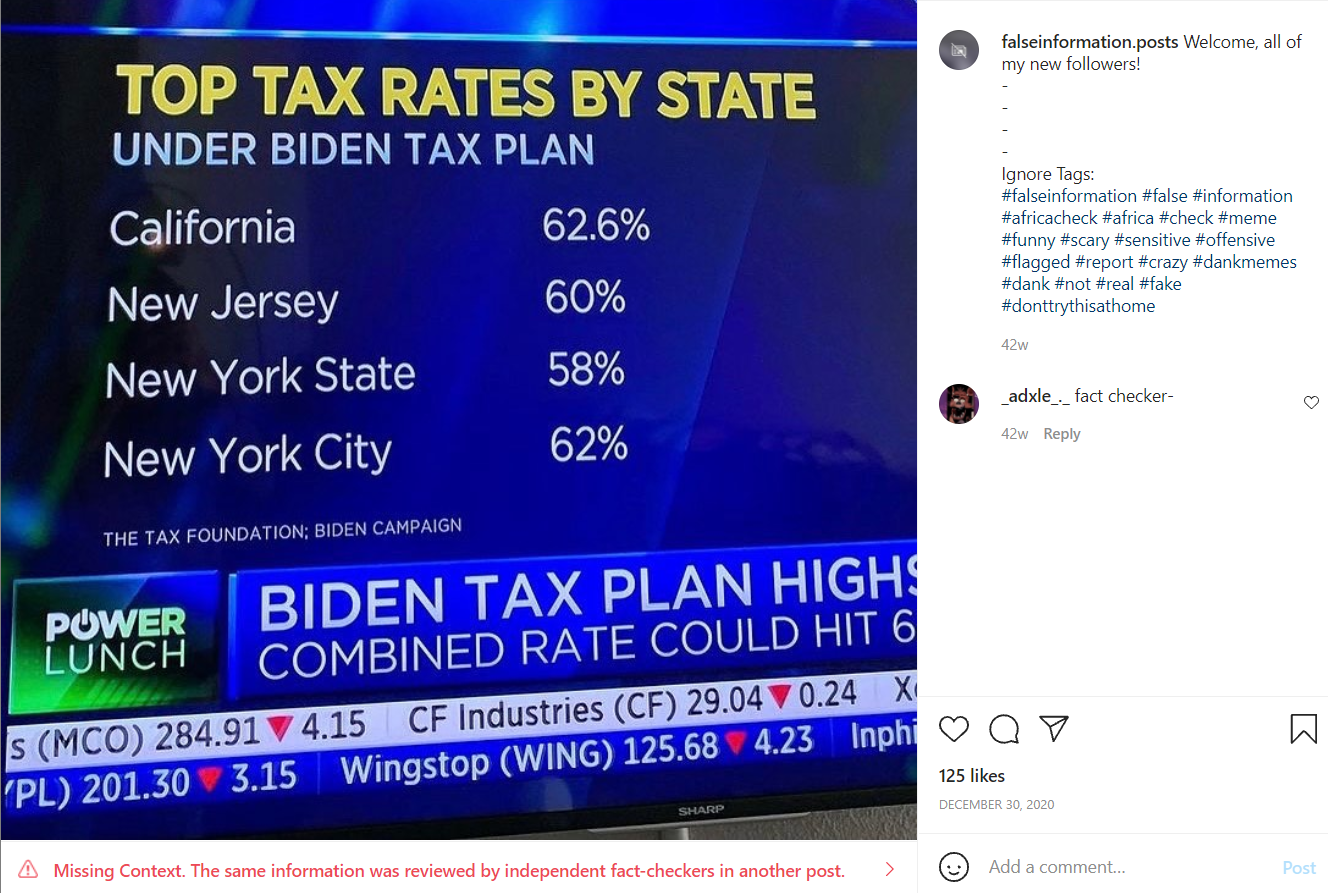 TOP TAX RATES BY STATE
UNDER BIDEN TAX PLAN
California 62.6%
New Jersey 60%
New York State 58%
New York City 62%
THE TAX FOUNDATION; BIDEN CAMPAIGN
POWER
LUNCH
BIDEN TAX PLAN HIGHS
COMBINED RATE COULD HIT 6
s (MCO) 284.91 ▼ 4.15 CF Industries (CF) 29.04 ▼ 0.24
YPL) 201.30 ▼ 3.15 Wingstop (WING) 125.68 ▼ 4.23 Inphi
SHARP
Missing Context. The same information was reviewed by independent fact-checkers in another post.
falseinformation.posts Welcome, all of
my new followers!
-
-
-
-
Ignore Tags:
#falseinformation #false #information
#africacheck #africa #check #meme
#funny #scary #sensitive #offensive
#flagged #report #crazy #dankmemes
#dank #not #real #fake
#donttrythisathome
42w
_adxle_._ fact checker-
42w Reply
125 likes
DECEMBER 30, 2020
Add a comment... Post